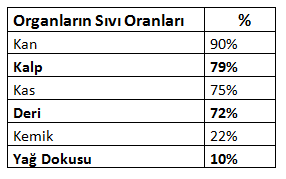 Organların Sıvı Oranları %
Kan 90%
Kalp 79%
Kas 75%
Deri 72%
Kemik 22%
Yağ Dokusu 10%